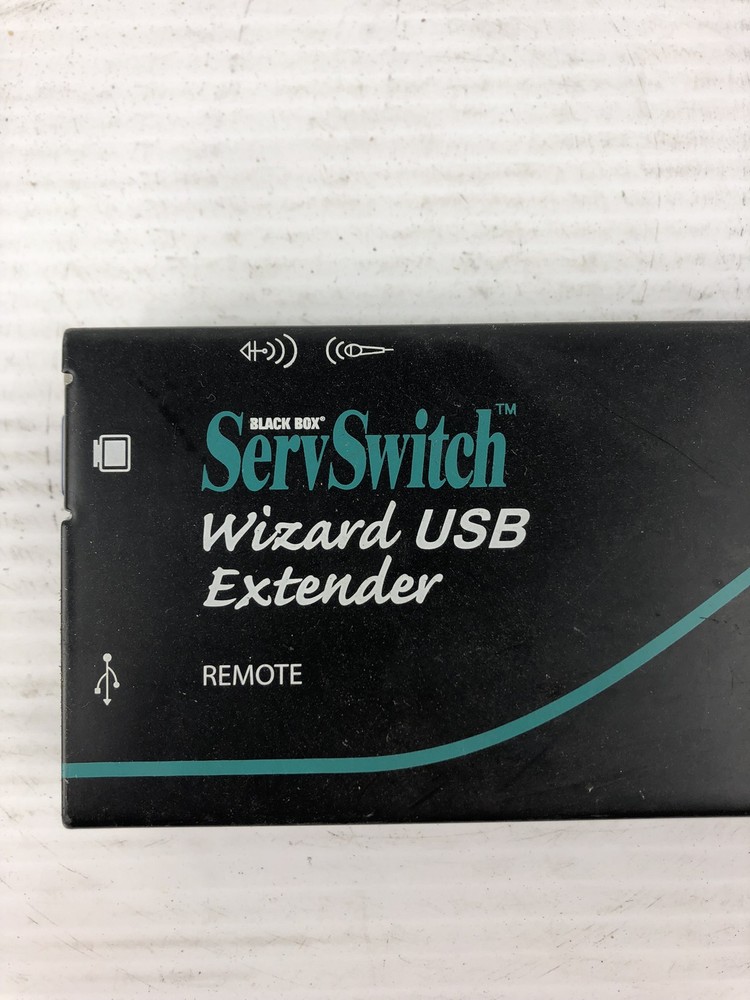 BLACK BOX®
ServSwitch™
Wizard USB
Extender
REMOTE